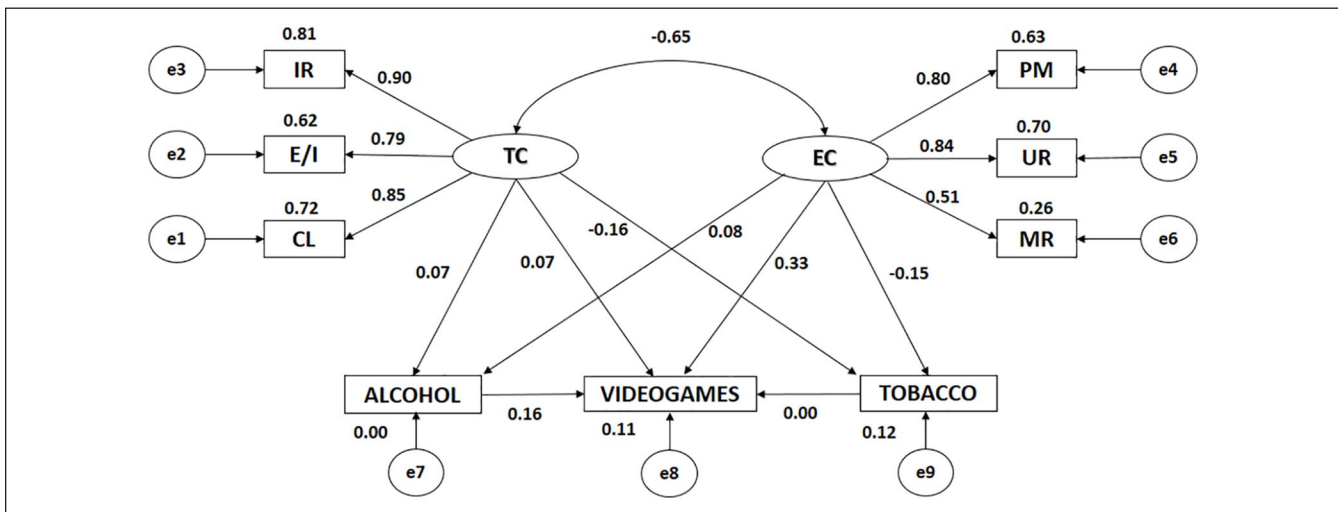 -0.65
0.81
0.63
e3
IR
0.90
0.80
PM
e4
0.62
0.70
e2
E/I
0.79
TC
EC
0.84
UR
e5
0.72
0.85
0.51
0.26
e1
CL
-0.16
0.08
MR
e6
0.07
0.07
0.33
-0.15
ALCOHOL
0.16
VIDEOGAMES
0.00
TOBACCO
0.00
0.11
0.12
e7
e8
e9